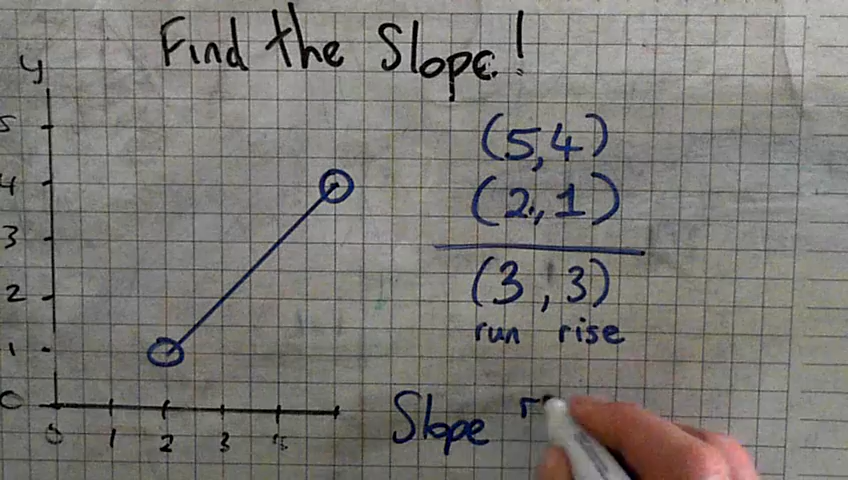 Find the Slope!
y
5
4
3
2
1
0
0 1 2 3
(5,4)
(2,1)
(3,3)
run rise
Slope